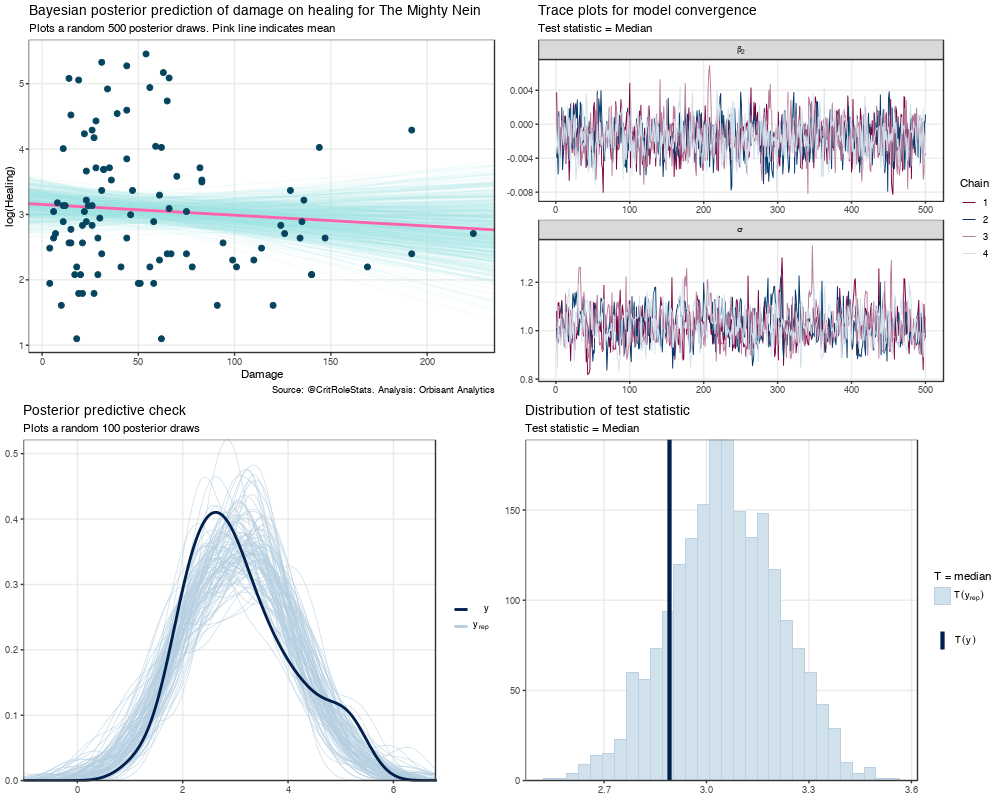 Bayesian posterior prediction of damage on healing for The Mighty Nein
Plots a random 500 posterior draws. Pink line indicates mean
log(Healing)
5
4
3
2
1
0
50
100
150
200
Damage
Source: @CritRoleStats. Analysis: Orbisant Analytics
Trace plots for model convergence
Test statistic = Median
β₂
0.004
0.000
-0.004
-0.008
0
100
200
300
400
500
σ
1.2
1.0
0.8
0
100
200
300
400
500
Chain
1
2
3
4
Posterior predictive check
Plots a random 100 posterior draws
0.5
0.4
0.3
0.2
0.1
0.0
0
2
4
6
y
y rep
Distribution of test statistic
Test statistic = Median
150
100
50
0
2.7
3.0
3.3
3.6
T = median
T(y rep)
T(y)